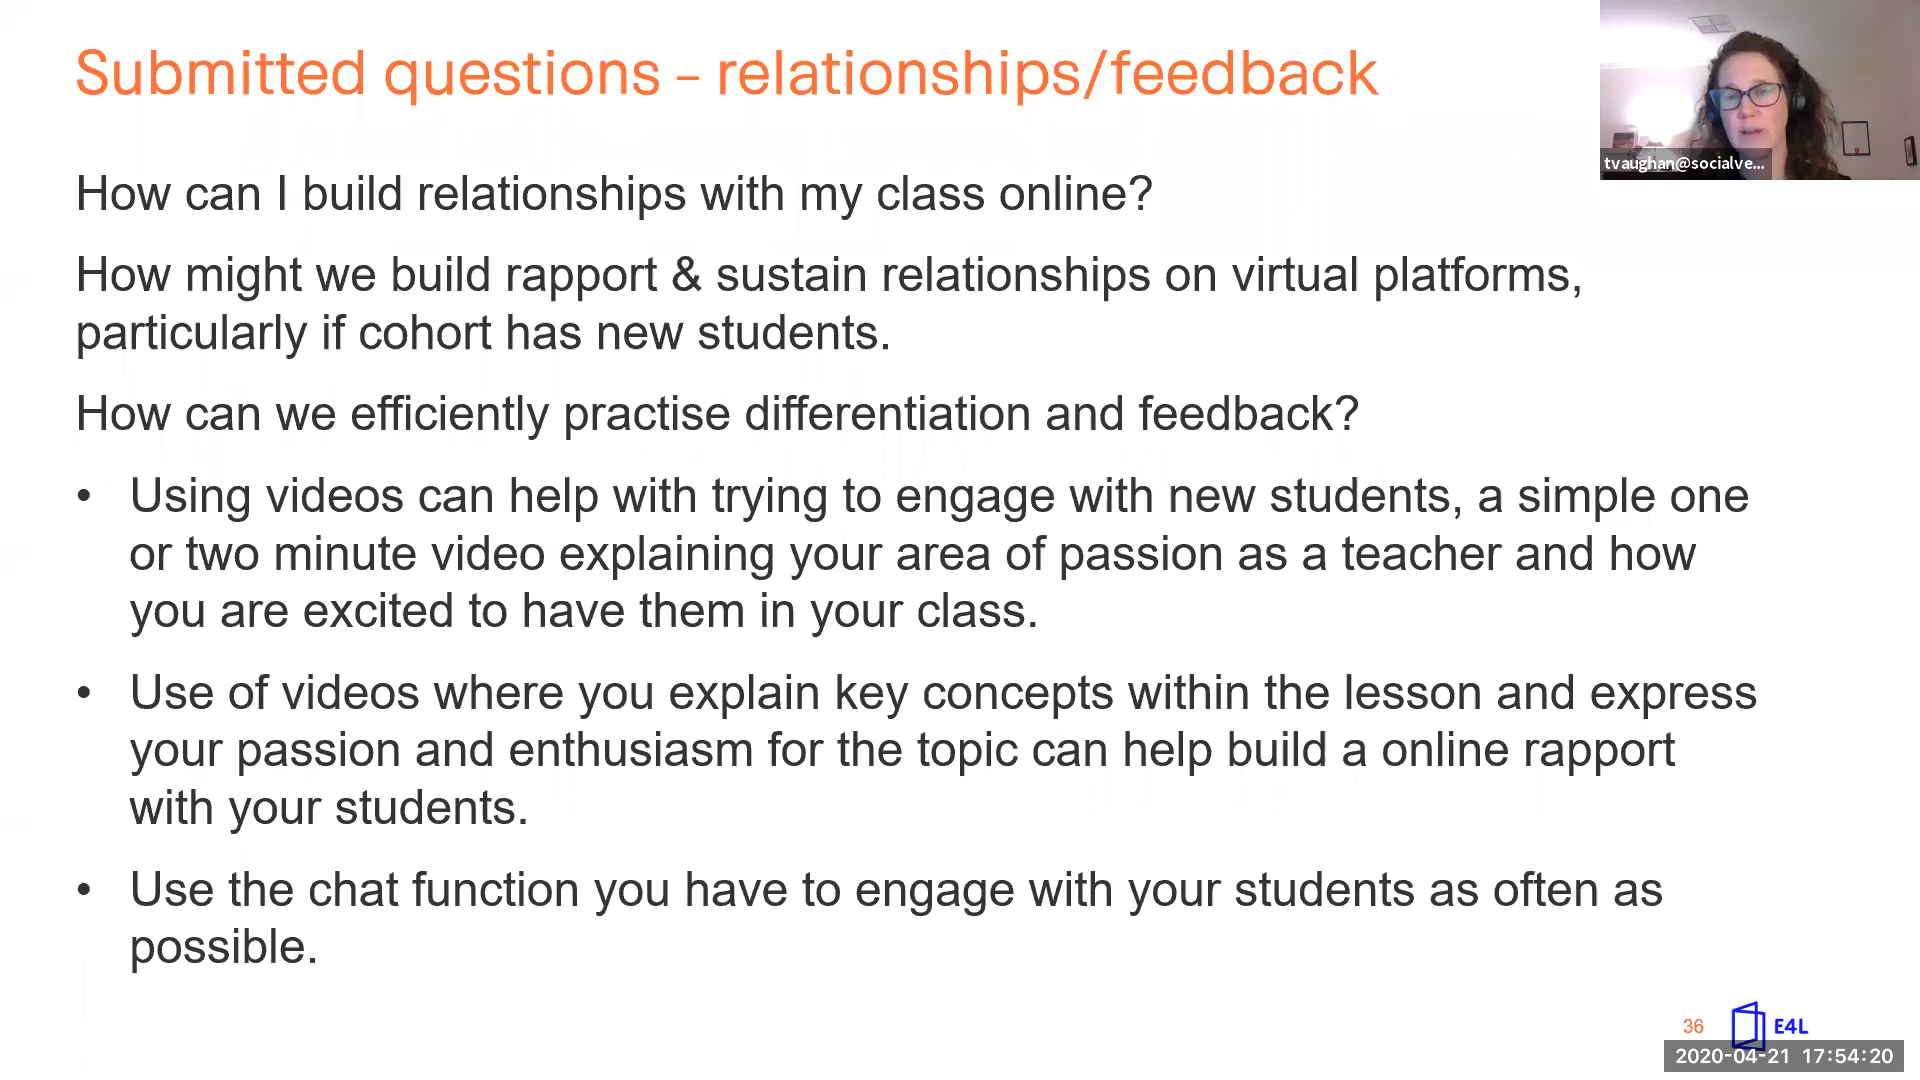 Submitted questions – relationships/feedback
tvaughan@socialve...
How can I build relationships with my class online?
How might we build rapport & sustain relationships on virtual platforms,
particularly if cohort has new students.
How can we efficiently practise differentiation and feedback?
• Using videos can help with trying to engage with new students, a simple one
or two minute video explaining your area of passion as a teacher and how
you are excited to have them in your class.
• Use of videos where you explain key concepts within the lesson and express
your passion and enthusiasm for the topic can help build a online rapport
with your students.
• Use the chat function you have to engage with your students as often as
possible.
36 E4L
2020-04-21 17:54:20